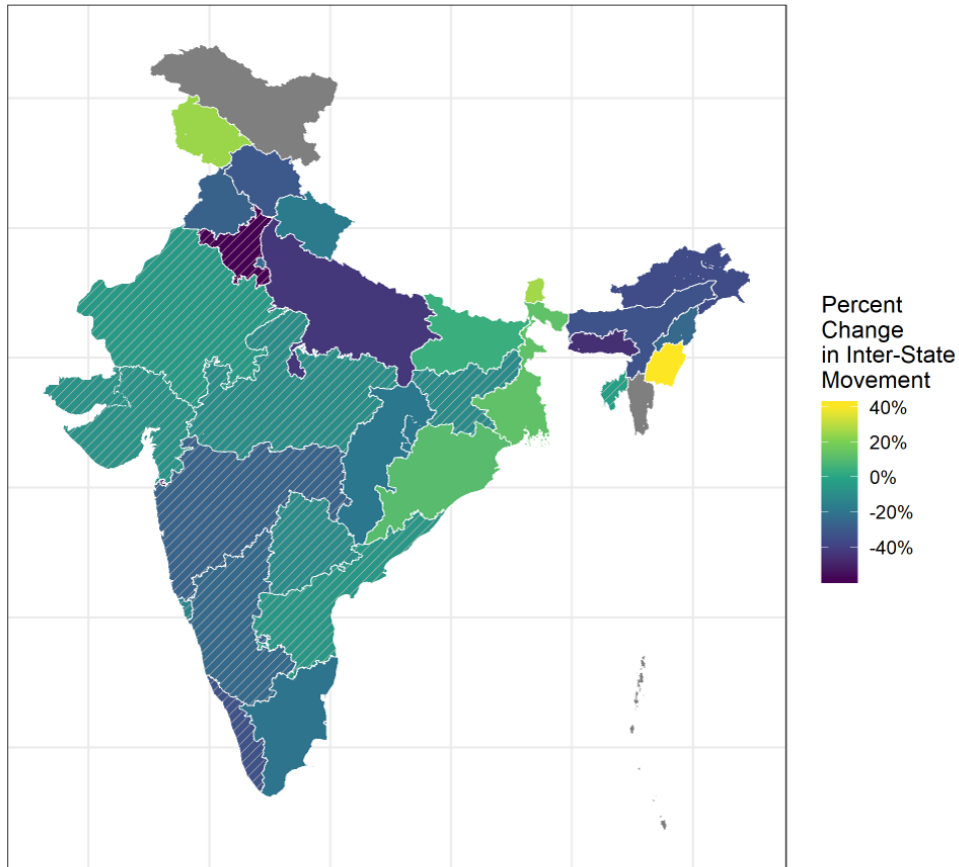 Percent
Change
in Inter-State
Movement
40%
20%
0%
-20%
-40%